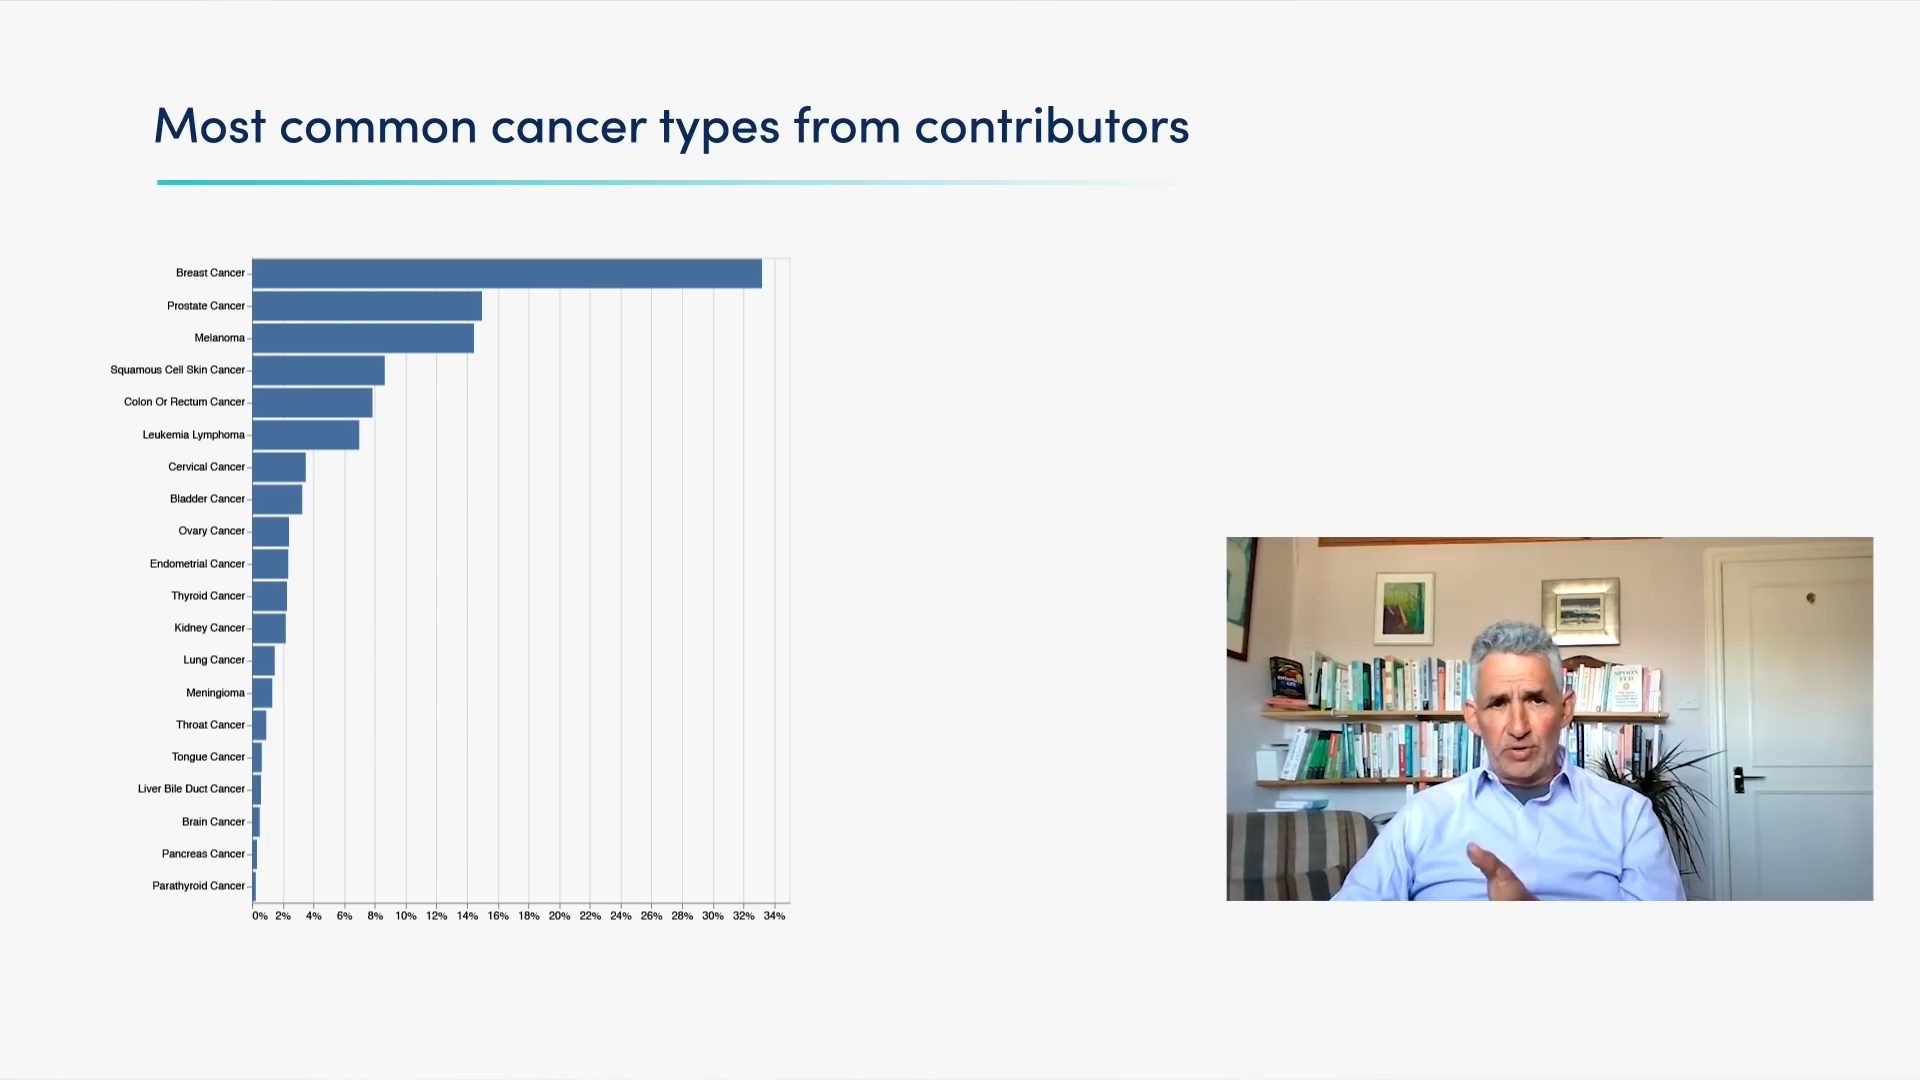 Most common cancer types from contributors
Breast Cancer
Prostate Cancer
Melanoma
Squamous Cell Skin Cancer
Colon Or Rectum Cancer
Leukemia Lymphoma
Cervical Cancer
Bladder Cancer
Ovary Cancer
Endometrial Cancer
Thyroid Cancer
Kidney Cancer
Lung Cancer
Meningioma
Throat Cancer
Tongue Cancer
Liver Bile Duct Cancer
Brain Cancer
Pancreas Cancer
Parathyroid Cancer
0% 2% 4% 6% 8% 10% 12% 14% 16% 18% 20% 22% 24% 26% 28% 30% 32% 34%
SPOON
FED